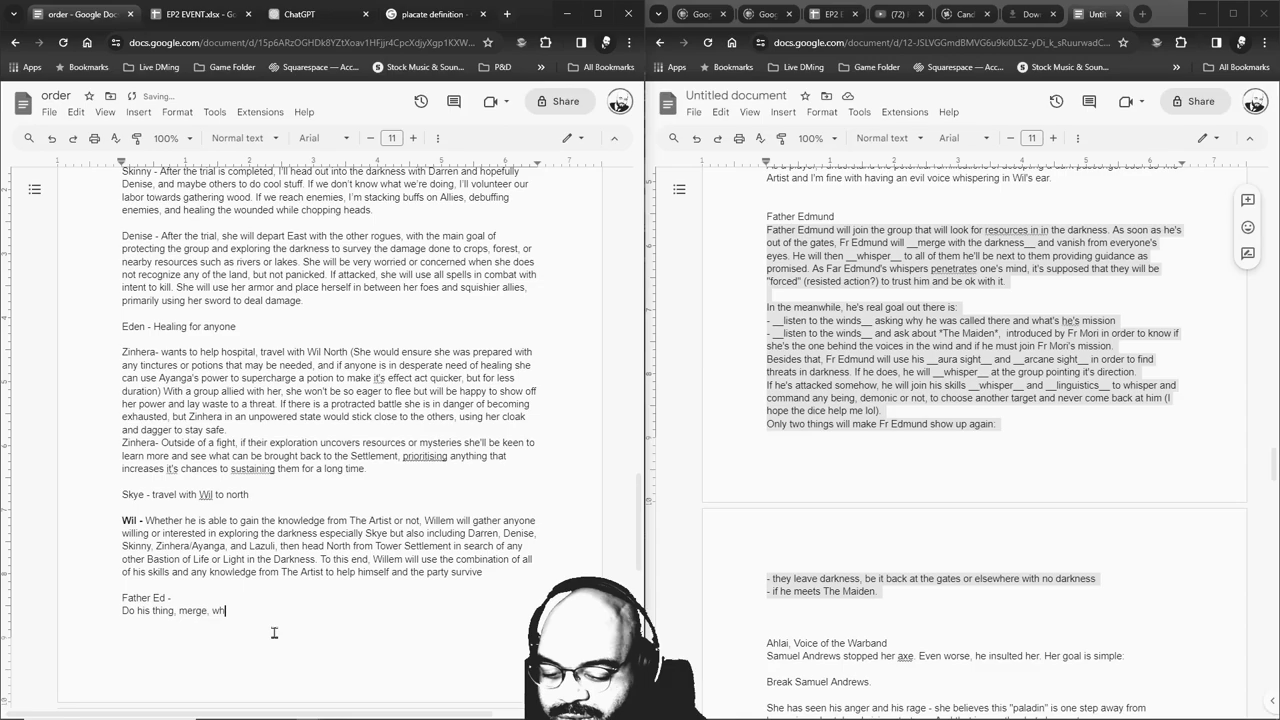 order - Google Doc
EP2 EVENT.xlsx - Go
ChatGPT
placate definition -
docs.google.com/document/d/15p6ARzOGHDk8YZtXoav1HFjjr4CpcXdjyXgp1KXW...
Apps
Bookmarks
Live DMing
Game Folder
Squarespace — Acc...
Stock Music & Soun...
P&D
All Bookmarks
order
Saving...
File Edit View Insert Format Tools Extensions Help
Share
100%
Normal text
Arial
11
Skinny - After the trial is completed, I'll head out into the darkness with Darren and hopefully
Denise, and maybe others to do cool stuff. If we don't know what we're doing, I'll volunteer our
labor towards gathering wood. If we reach enemies, I'm stacking buffs on Allies, debuffing
enemies, and healing the wounded while chopping heads.
Denise - After the trial, she will depart East with the other rogues, with the main goal of
protecting the group and exploring the darkness to survey the damage done to crops, forest, or
nearby resources such as rivers or lakes. She will be very worried or concerned when she does
not recognize any of the land, but not panicked. If attacked, she will use all spells in combat with
intent to kill. She will use her armor and place herself in between her foes and squishier allies,
primarily using her sword to deal damage.
Eden - Healing for anyone
Zinhera- wants to help hospital, travel with Wil North (She would ensure she was prepared with
any tinctures or potions that may be needed, and if anyone is in desperate need of healing she
can use Ayanga's power to supercharge a potion to make it's effect act quicker, but for less
duration) With a group allied with her, she won't be so eager to flee but will be happy to show off
her power and lay waste to a threat. If there is a protracted battle she is in danger of becoming
exhausted, but Zinhera in an unpowered state would stick close to the others, using her cloak
and dagger to stay safe.
Zinhera- Outside of a fight, if their exploration uncovers resources or mysteries she'll be keen to
learn more and see what can be brought back to the Settlement, prioritising anything that
increases it's chances to sustaining them for a long time.
Skye - travel with Wil to north
Wil - Whether he is able to gain the knowledge from The Artist or not, Willem will gather anyone
willing or interested in exploring the darkness especially Skye but also including Darren, Denise,
Skinny, Zinhera/Ayanga, and Lazuli, then head North from Tower Settlement in search of any
other Bastion of Life or Light in the Darkness. To this end, Willem will use the combination of all
of his skills and any knowledge from The Artist to help himself and the party survive
Father Ed -
Do his thing, merge, wh
Goog
Goog
EP2 E
(72)
Cand
Dow
Untit
docs.google.com/document/d/12-JSLVGGmdBMVG6u9ki0LSZ-yDi_k_sRuurwadC...
Apps
Bookmarks
Live DMing
Game Folder
Squarespace — Acc...
Stock Music & Soun...
All Bookmarks
Untitled document
File Edit View Insert Format Tools Extensions Help
Share
100%
Normal text
Arial
11
Artist and I'm fine with having an evil voice whispering in Wil's ear.
Father Edmund
Father Edmund will join the group that will look for resources in in the darkness. As soon as he's
out of the gates, Fr Edmund will __merge with the darkness__ and vanish from everyone's
eyes. He will then __whisper__ to all of them he'll be next to them providing guidance as
promised. As Far Edmund's whispers penetrates one's mind, it's supposed that they will be
"forced" (resisted action?) to trust him and be ok with it.
In the meanwhile, he's real goal out there is:
- __listen to the winds__ asking why he was called there and what's he's mission
- __listen to the winds__ and ask about *The Maiden*, introduced by Fr Mori in order to know if
she's the one behind the voices in the wind and if he must join Fr Mori's mission.
Besides that, Fr Edmund will use his __aura sight__ and __arcane sight__ in order to find
threats in darkness. If he does, he will __whisper__ at the group pointing it's direction.
If he's attacked somehow, he will join his skills __whisper__ and __linguistics__ to whisper and
command any being, demonic or not, to choose another target and never come back at him (I
hope the dice help me lol).
Only two things will make Fr Edmund show up again:
- they leave darkness, be it back at the gates or elsewhere with no darkness
- if he meets The Maiden.
Ahlai, Voice of the Warband
Samuel Andrews stopped her axe. Even worse, he insulted her. Her goal is simple:
Break Samuel Andrews.
She has seen his anger and his rage - she believes this "paladin" is one step away from